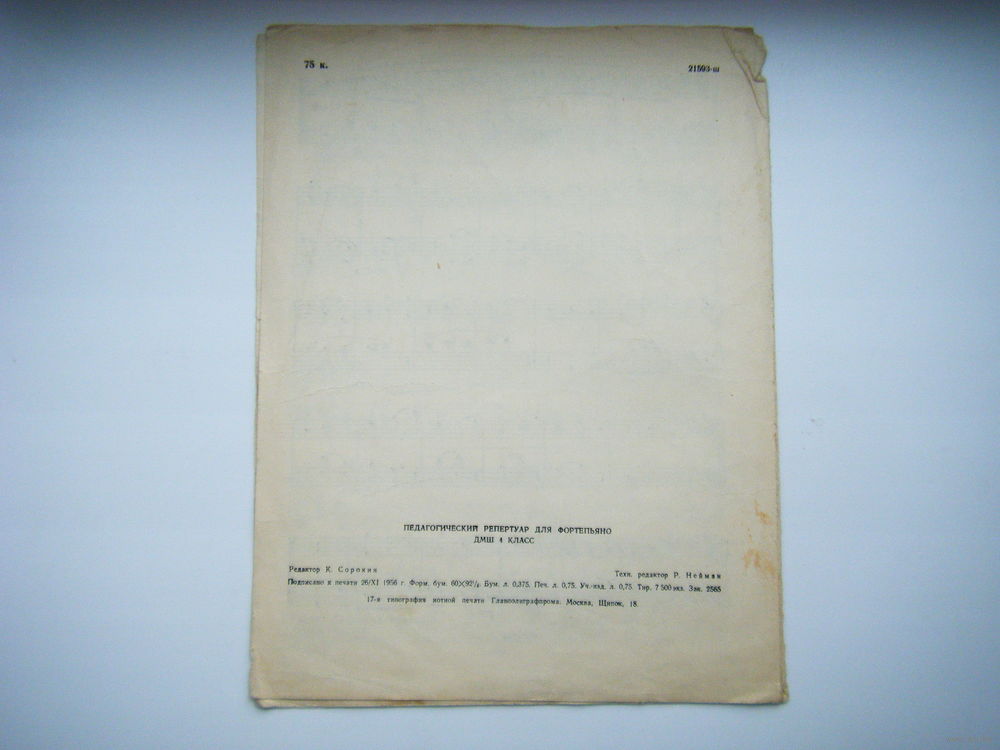 75 к.
21593-ш
ПЕДАГОГИЧЕСКИЙ РЕПЕРТУАР ДЛЯ ФОРТЕПЬЯНО
ДМШ 4 КЛАСС
Редактор К. Сорокин
Техн. редактор Р. Нейман
Подписано к печати 26/XI 1956 г. Форм. бум. 60×92¹/₈. Бум. л. 0,375. Печ. л. 0,75. Уч.-изд. л. 0,75. Тир. 7 500 экз. Зак. 2565
17-я типография нотной печати Главполиграфпрома. Москва, Щипок, 18.